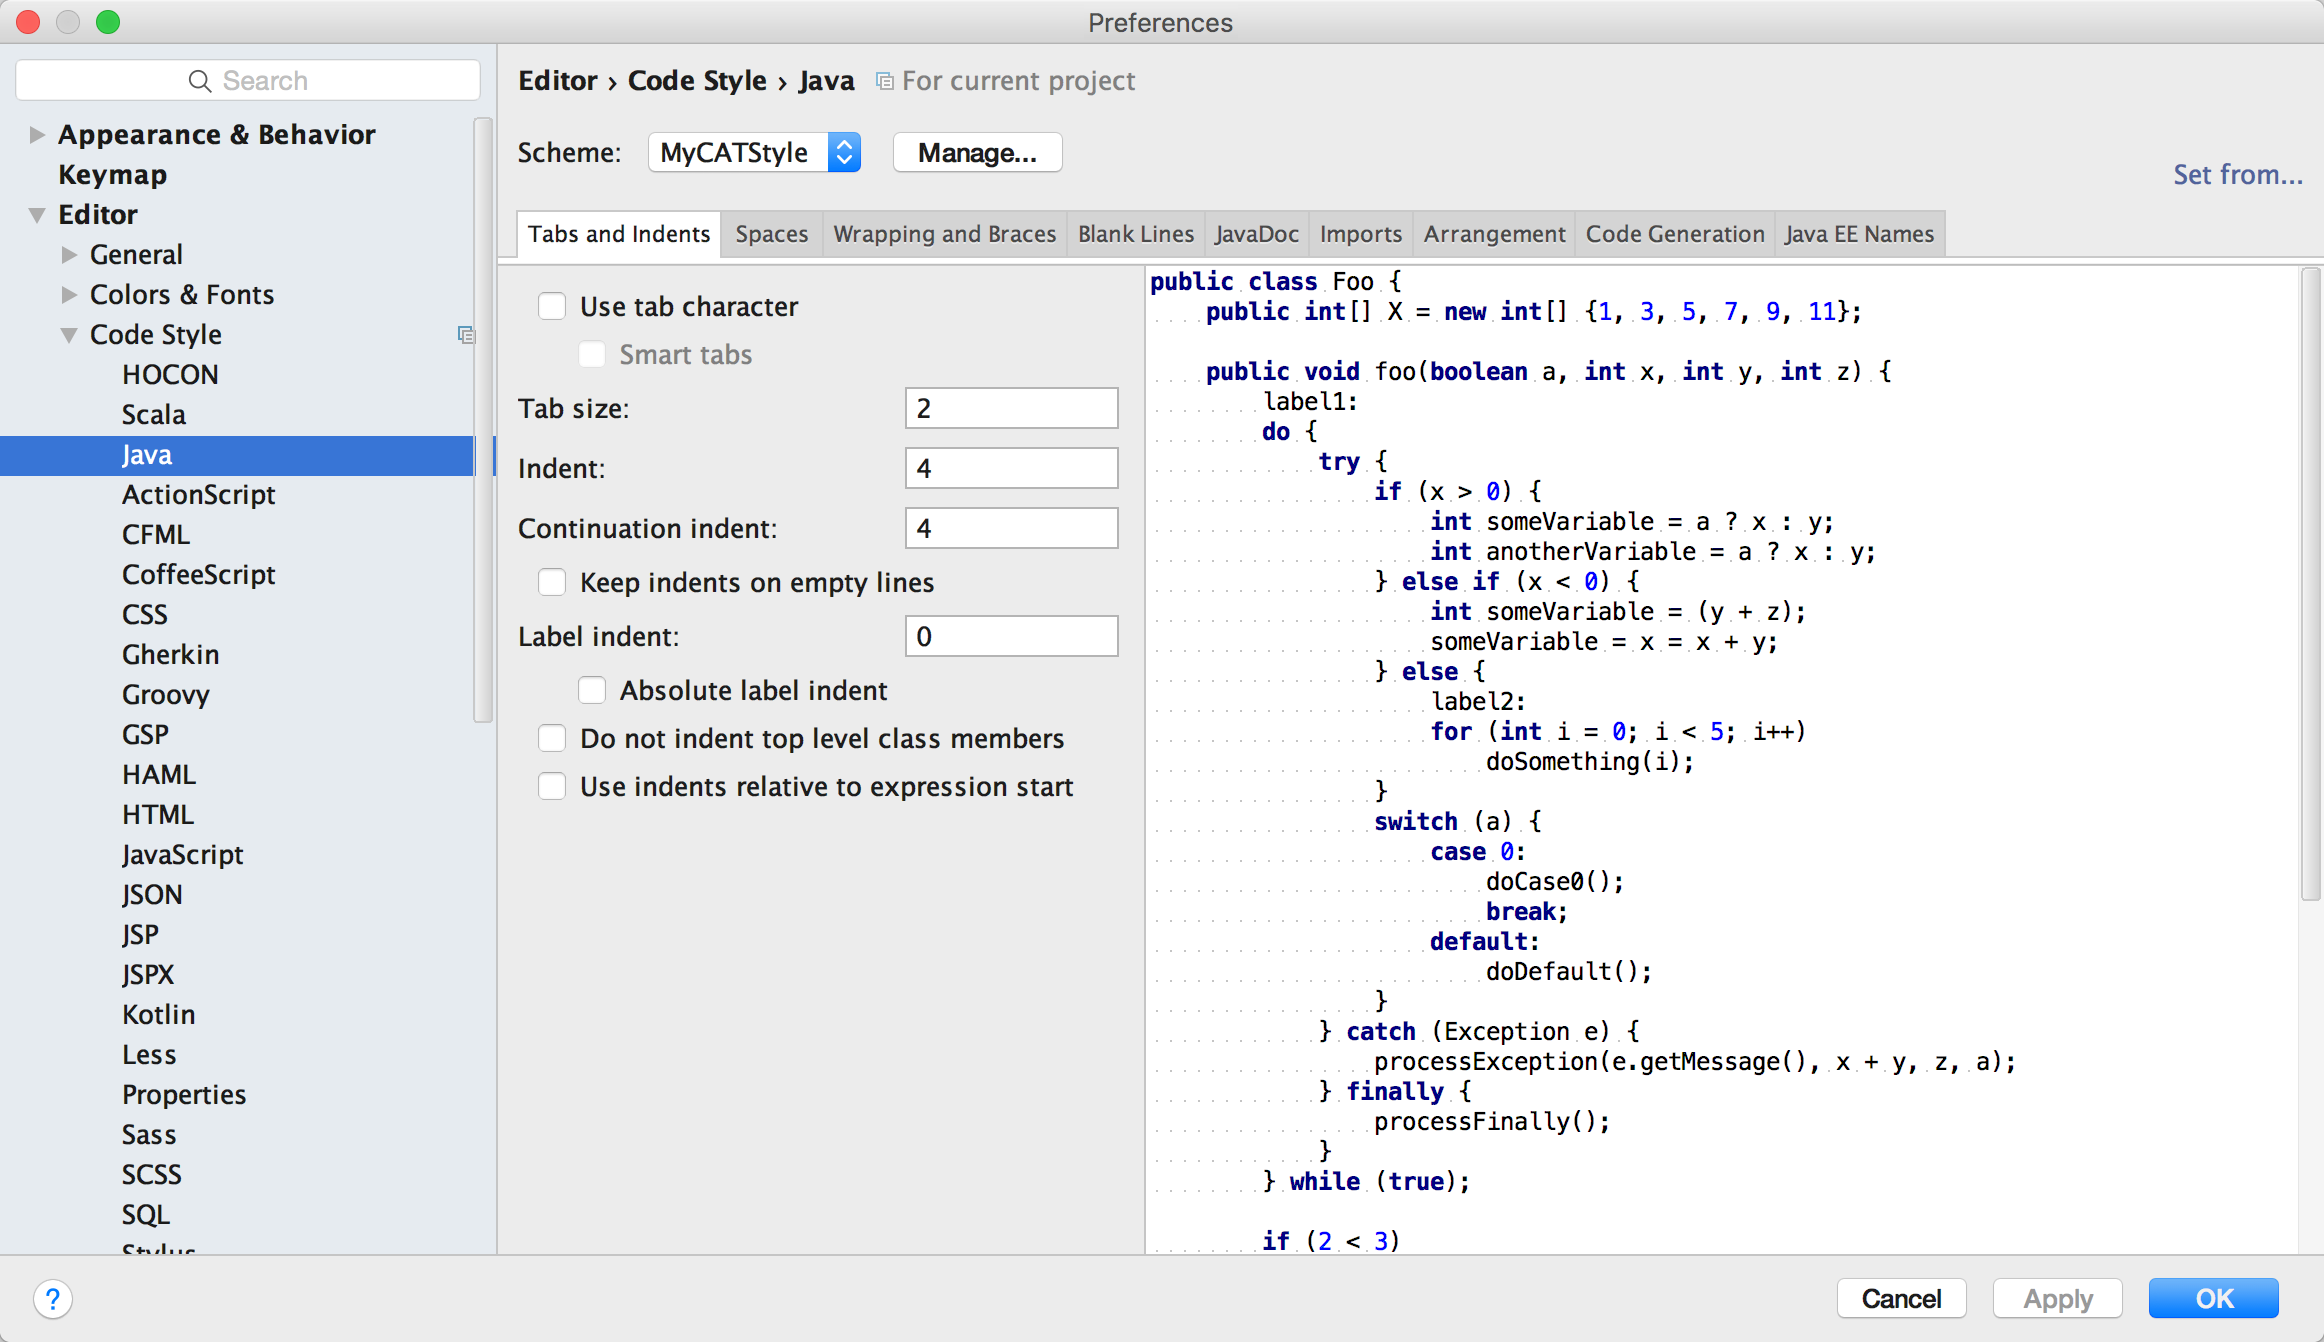 Preferences
Search
Appearance & Behavior
Keymap
Editor
General
Colors & Fonts
Code Style
HOCON
Scala
Java
ActionScript
CFML
CoffeeScript
CSS
Gherkin
Groovy
GSP
HAML
HTML
JavaScript
JSON
JSP
JSPX
Kotlin
Less
Properties
Sass
SCSS
SQL
Stylus
Editor › Code Style › Java For current project
Scheme: MyCATStyle Manage...
Set from...
Tabs and Indents Spaces Wrapping and Braces Blank Lines JavaDoc Imports Arrangement Code Generation Java EE Names
Use tab character
Smart tabs
Tab size: 2
Indent: 4
Continuation indent: 4
Keep indents on empty lines
Label indent: 0
Absolute label indent
Do not indent top level class members
Use indents relative to expression start
public class Foo {
    public int[] X = new int[] {1, 3, 5, 7, 9, 11};

    public void foo(boolean a, int x, int y, int z) {
        label1:
        do {
            try {
                if (x > 0) {
                    int someVariable = a ? x : y;
                    int anotherVariable = a ? x : y;
                } else if (x < 0) {
                    int someVariable = (y + z);
                    someVariable = x = x + y;
                } else {
                    label2:
                    for (int i = 0; i < 5; i++)
                        doSomething(i);
                }
                switch (a) {
                    case 0:
                        doCase0();
                        break;
                    default:
                        doDefault();
                }
            } catch (Exception e) {
                processException(e.getMessage(), x + y, z, a);
            } finally {
                processFinally();
            }
        } while (true);

        if (2 < 3)
?
Cancel Apply OK